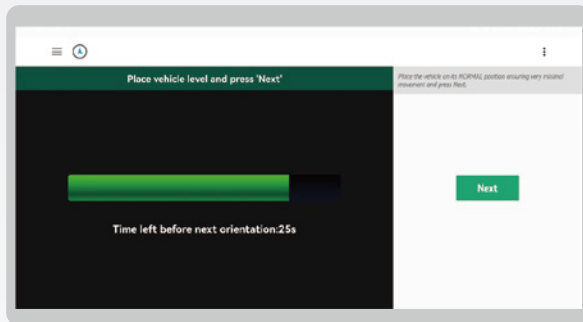 Place vehicle level and press 'Next'
Place the vehicle on its NORMAL position ensuring very minimal
movement and press Next.
Next
Time left before next orientation:25s